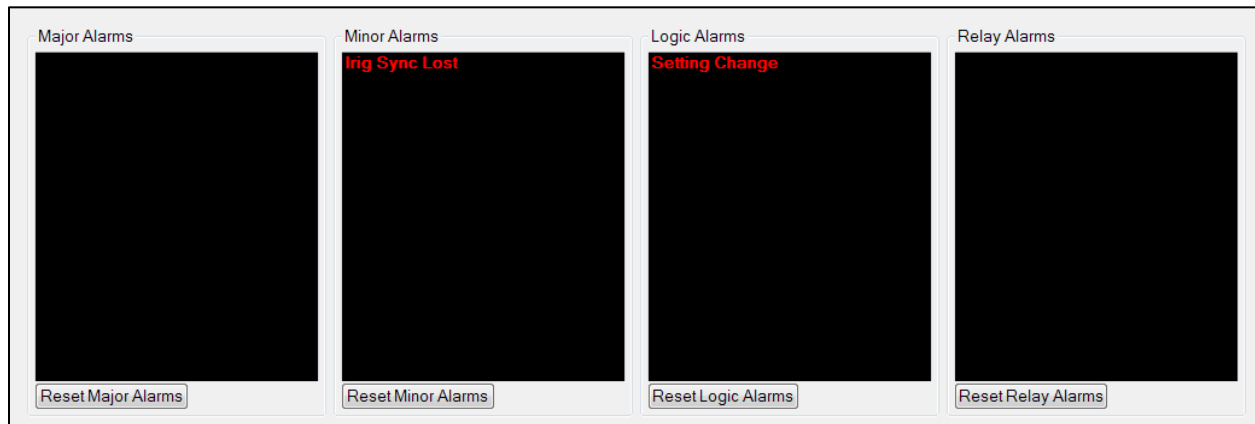 Major Alarms
Minor Alarms
Irig Sync Lost
Logic Alarms
Setting Change
Relay Alarms
Reset Major Alarms
Reset Minor Alarms
Reset Logic Alarms
Reset Relay Alarms